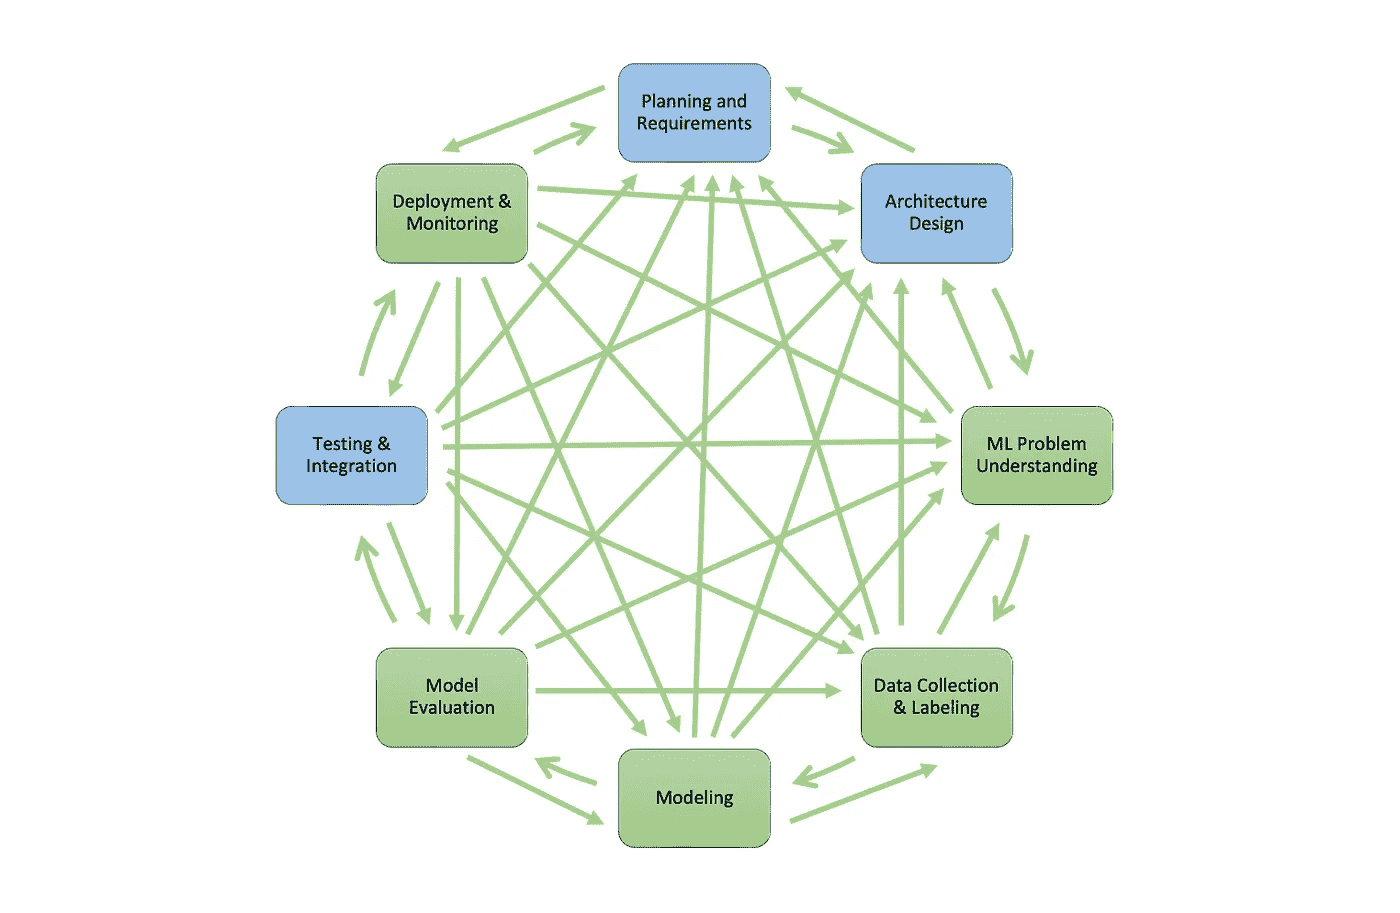 Planning and
Requirements
Deployment &
Monitoring
Architecture
Design
Testing &
Integration
ML Problem
Understanding
Model
Evaluation
Data Collection
& Labeling
Modeling